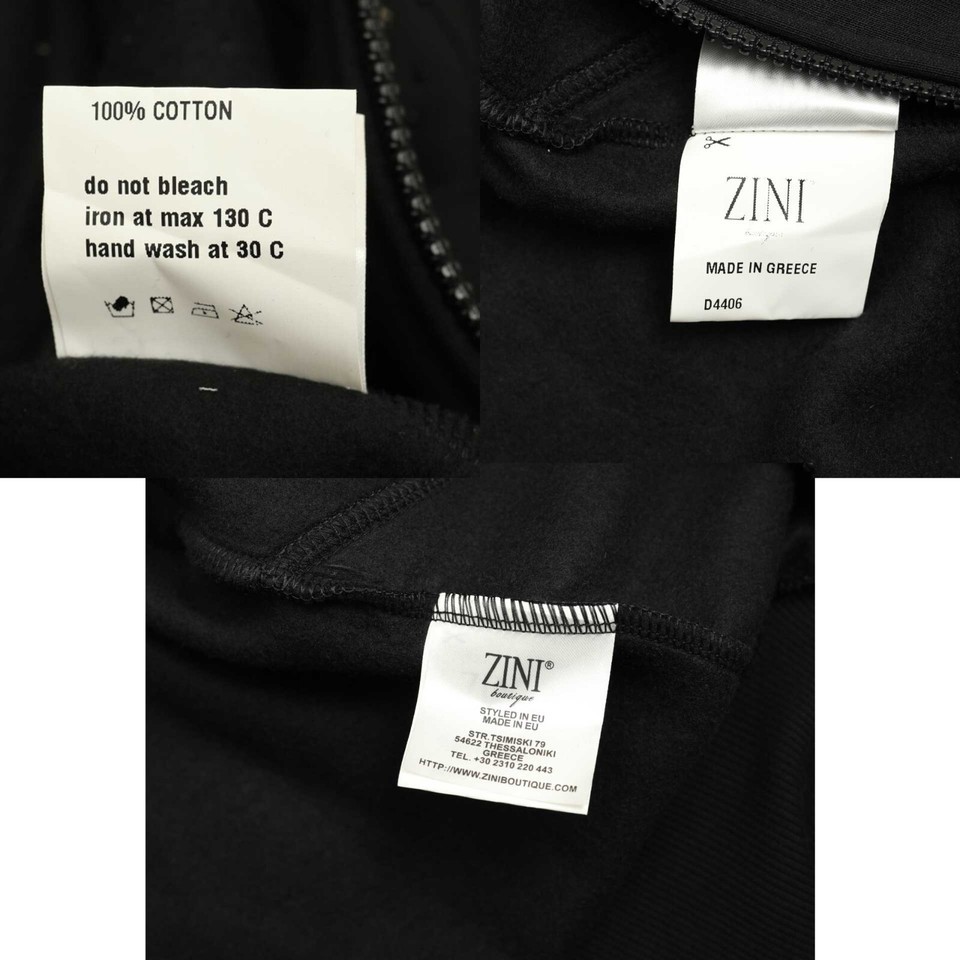 100% COTTON
do not bleach
iron at max 130 C
hand wash at 30 C
ZINI
MADE IN GREECE
D4406
ZINI®
boutique
STYLED IN EU
MADE IN EU
STR.TSIMISKI 79
54622 THESSALONIKI
GREECE
TEL. +30 2310 220 443
HTTP://WWW.ZINIBOUTIQUE.COM